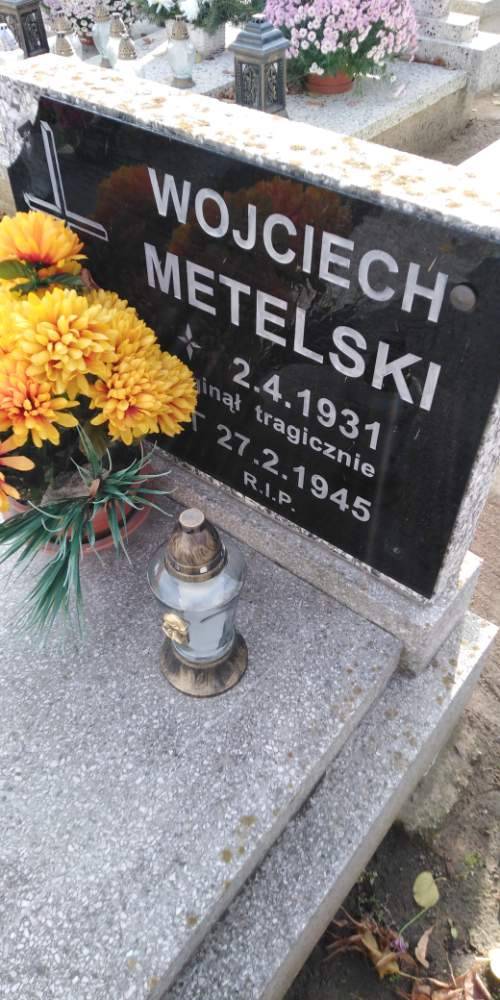 WOJCIECH
METELSKI
2.4.1931
ginął tragicznie
27.2.1945
R.I.P.